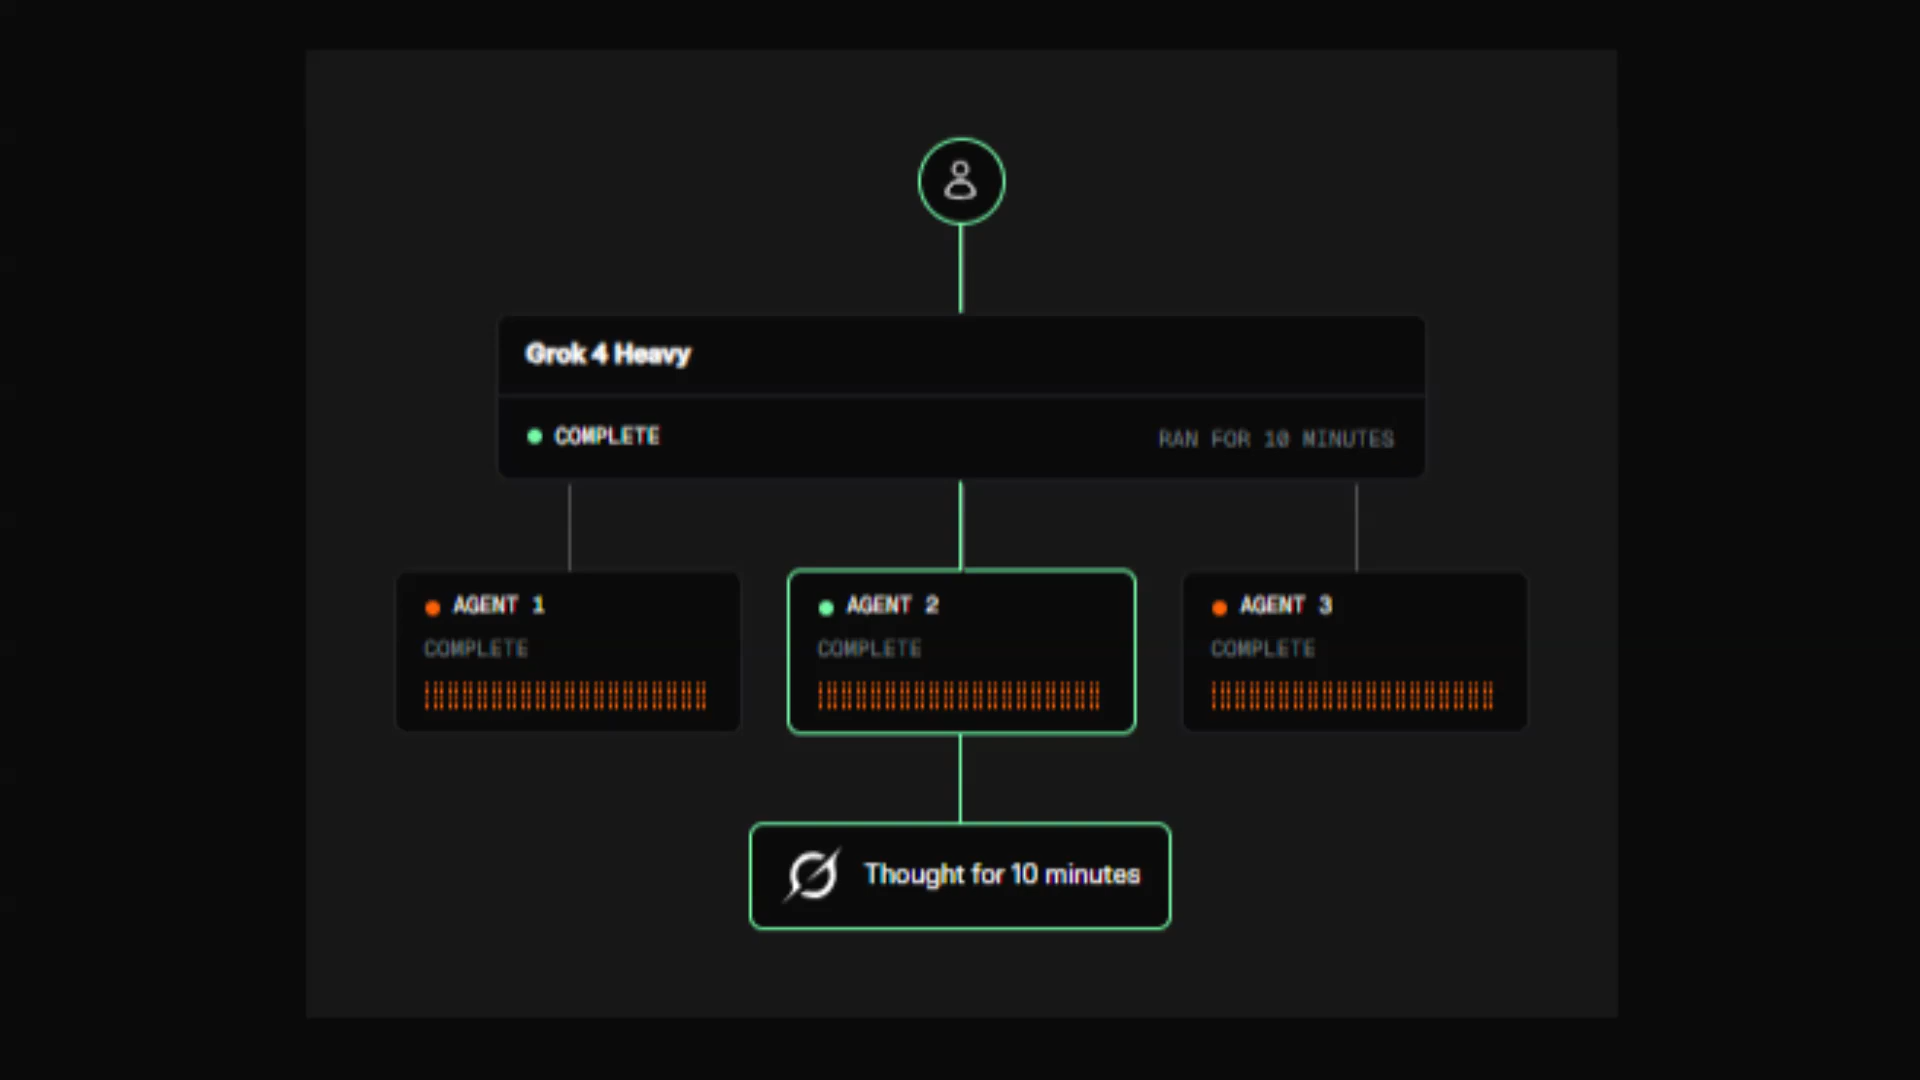 Grok 4 Heavy
COMPLETE
RAN FOR 10 MINUTES
AGENT 1
COMPLETE
AGENT 2
COMPLETE
AGENT 3
COMPLETE
Thought for 10 minutes